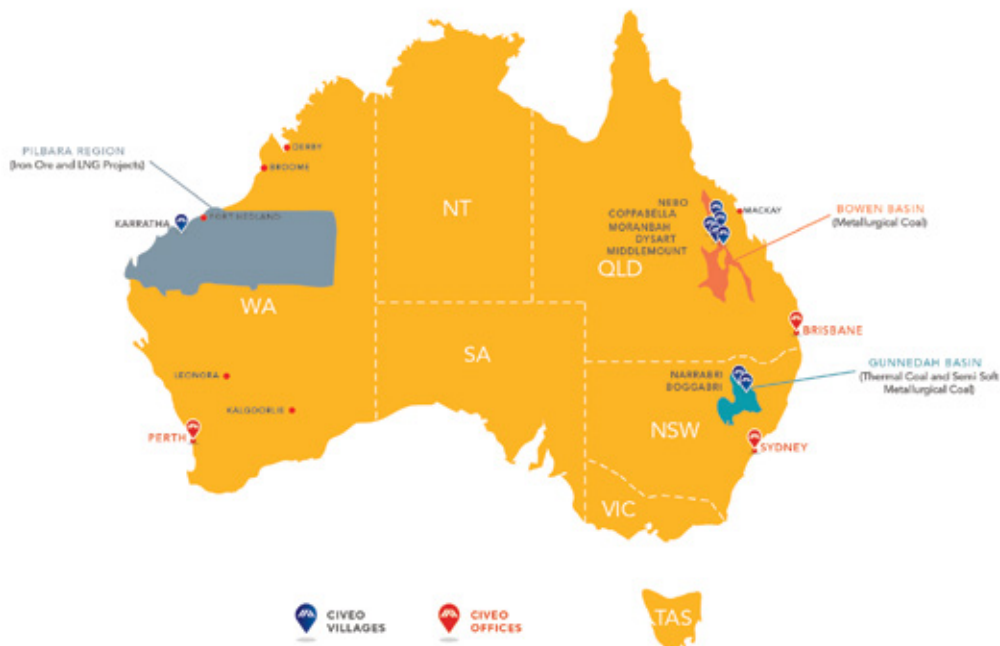 PILBARA REGION
(Iron Ore and LNG Projects)
DERBY
BROOME
PORT HEDLAND
KARRATHA
WA
LEONORA
KALGOORLIE
PERTH
NT
SA
NEBO
COPPABELLA
MORANBAH
DYSART
MIDDLEMOUNT
QLD
MACKAY
BOWEN BASIN
(Metallurgical Coal)
BRISBANE
NARRABRI
BOGGABRI
GUNNEDAH BASIN
(Thermal Coal and Semi Soft
Metallurgical Coal)
NSW
SYDNEY
VIC
TAS
CIVEO
VILLAGES
CIVEO
OFFICES